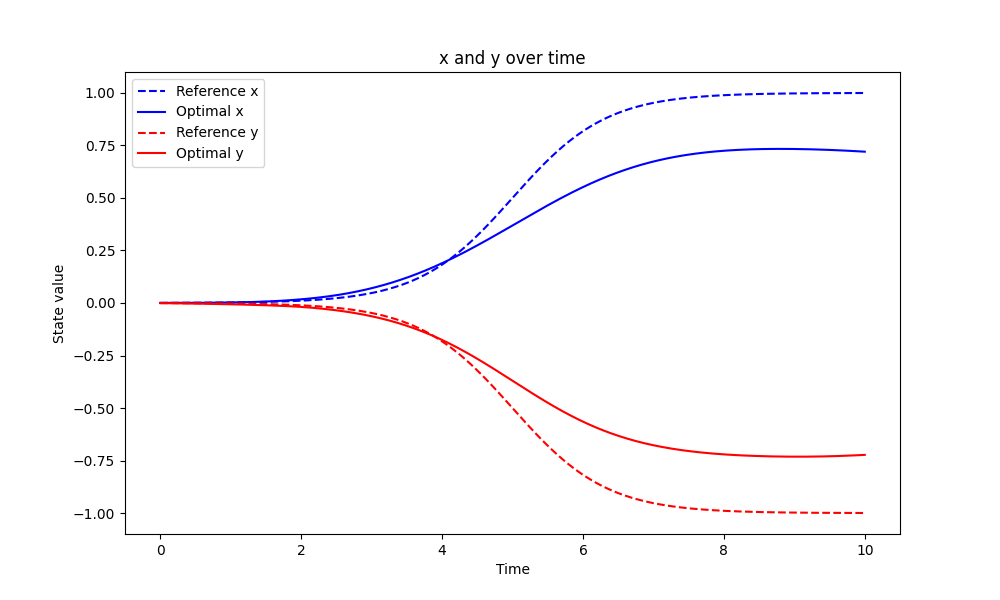 x and y over time
Reference x
Optimal x
Reference y
Optimal y
1.00
0.75
0.50
0.25
0.00
−0.25
−0.50
−0.75
−1.00
State value
0 2 4 6 8 10
Time